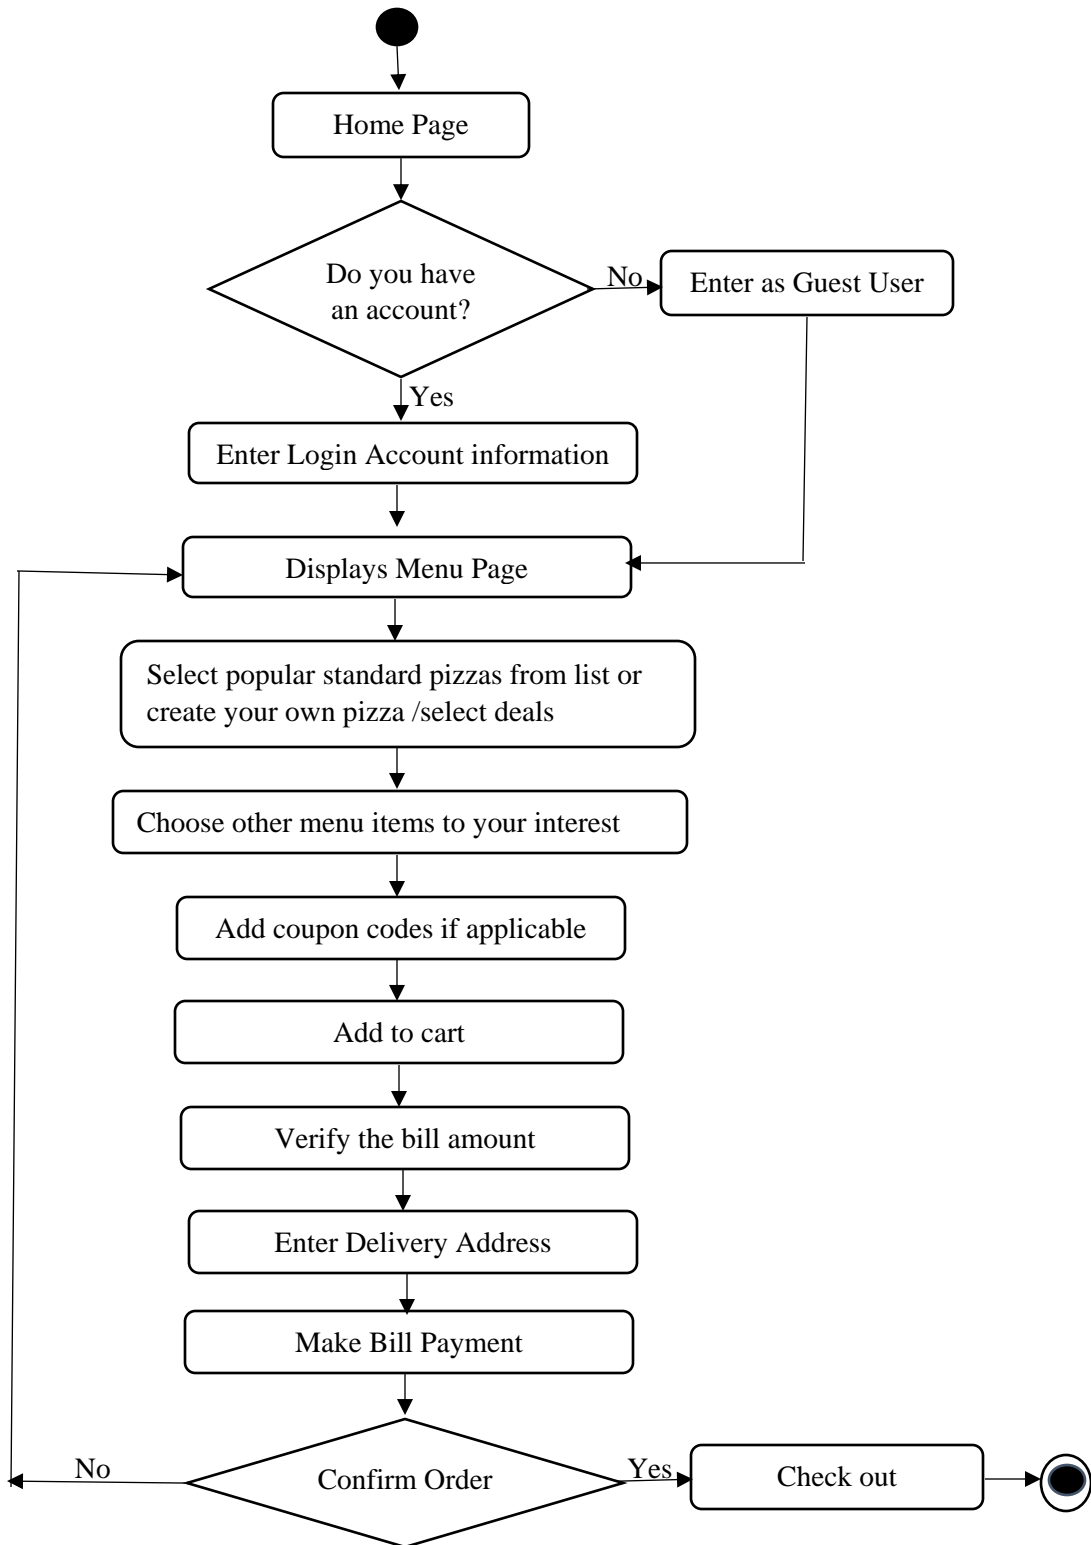 Home Page
Do you have
an account?
No
Enter as Guest User
Yes
Enter Login Account information
Displays Menu Page
Select popular standard pizzas from list or
create your own pizza /select deals
Choose other menu items to your interest
Add coupon codes if applicable
Add to cart
Verify the bill amount
Enter Delivery Address
Make Bill Payment
No
Confirm Order
Yes
Check out